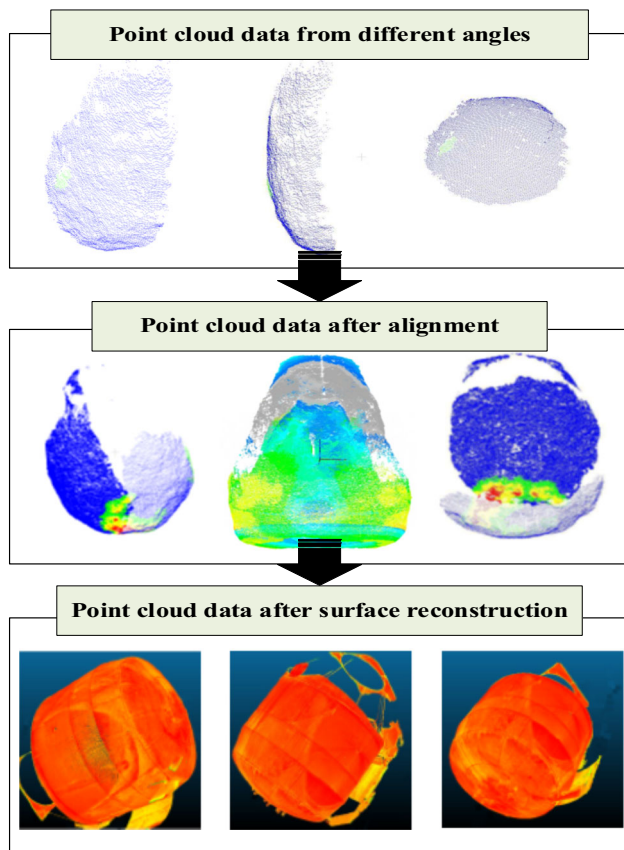 Point cloud data from different angles
Point cloud data after alignment
Point cloud data after surface reconstruction